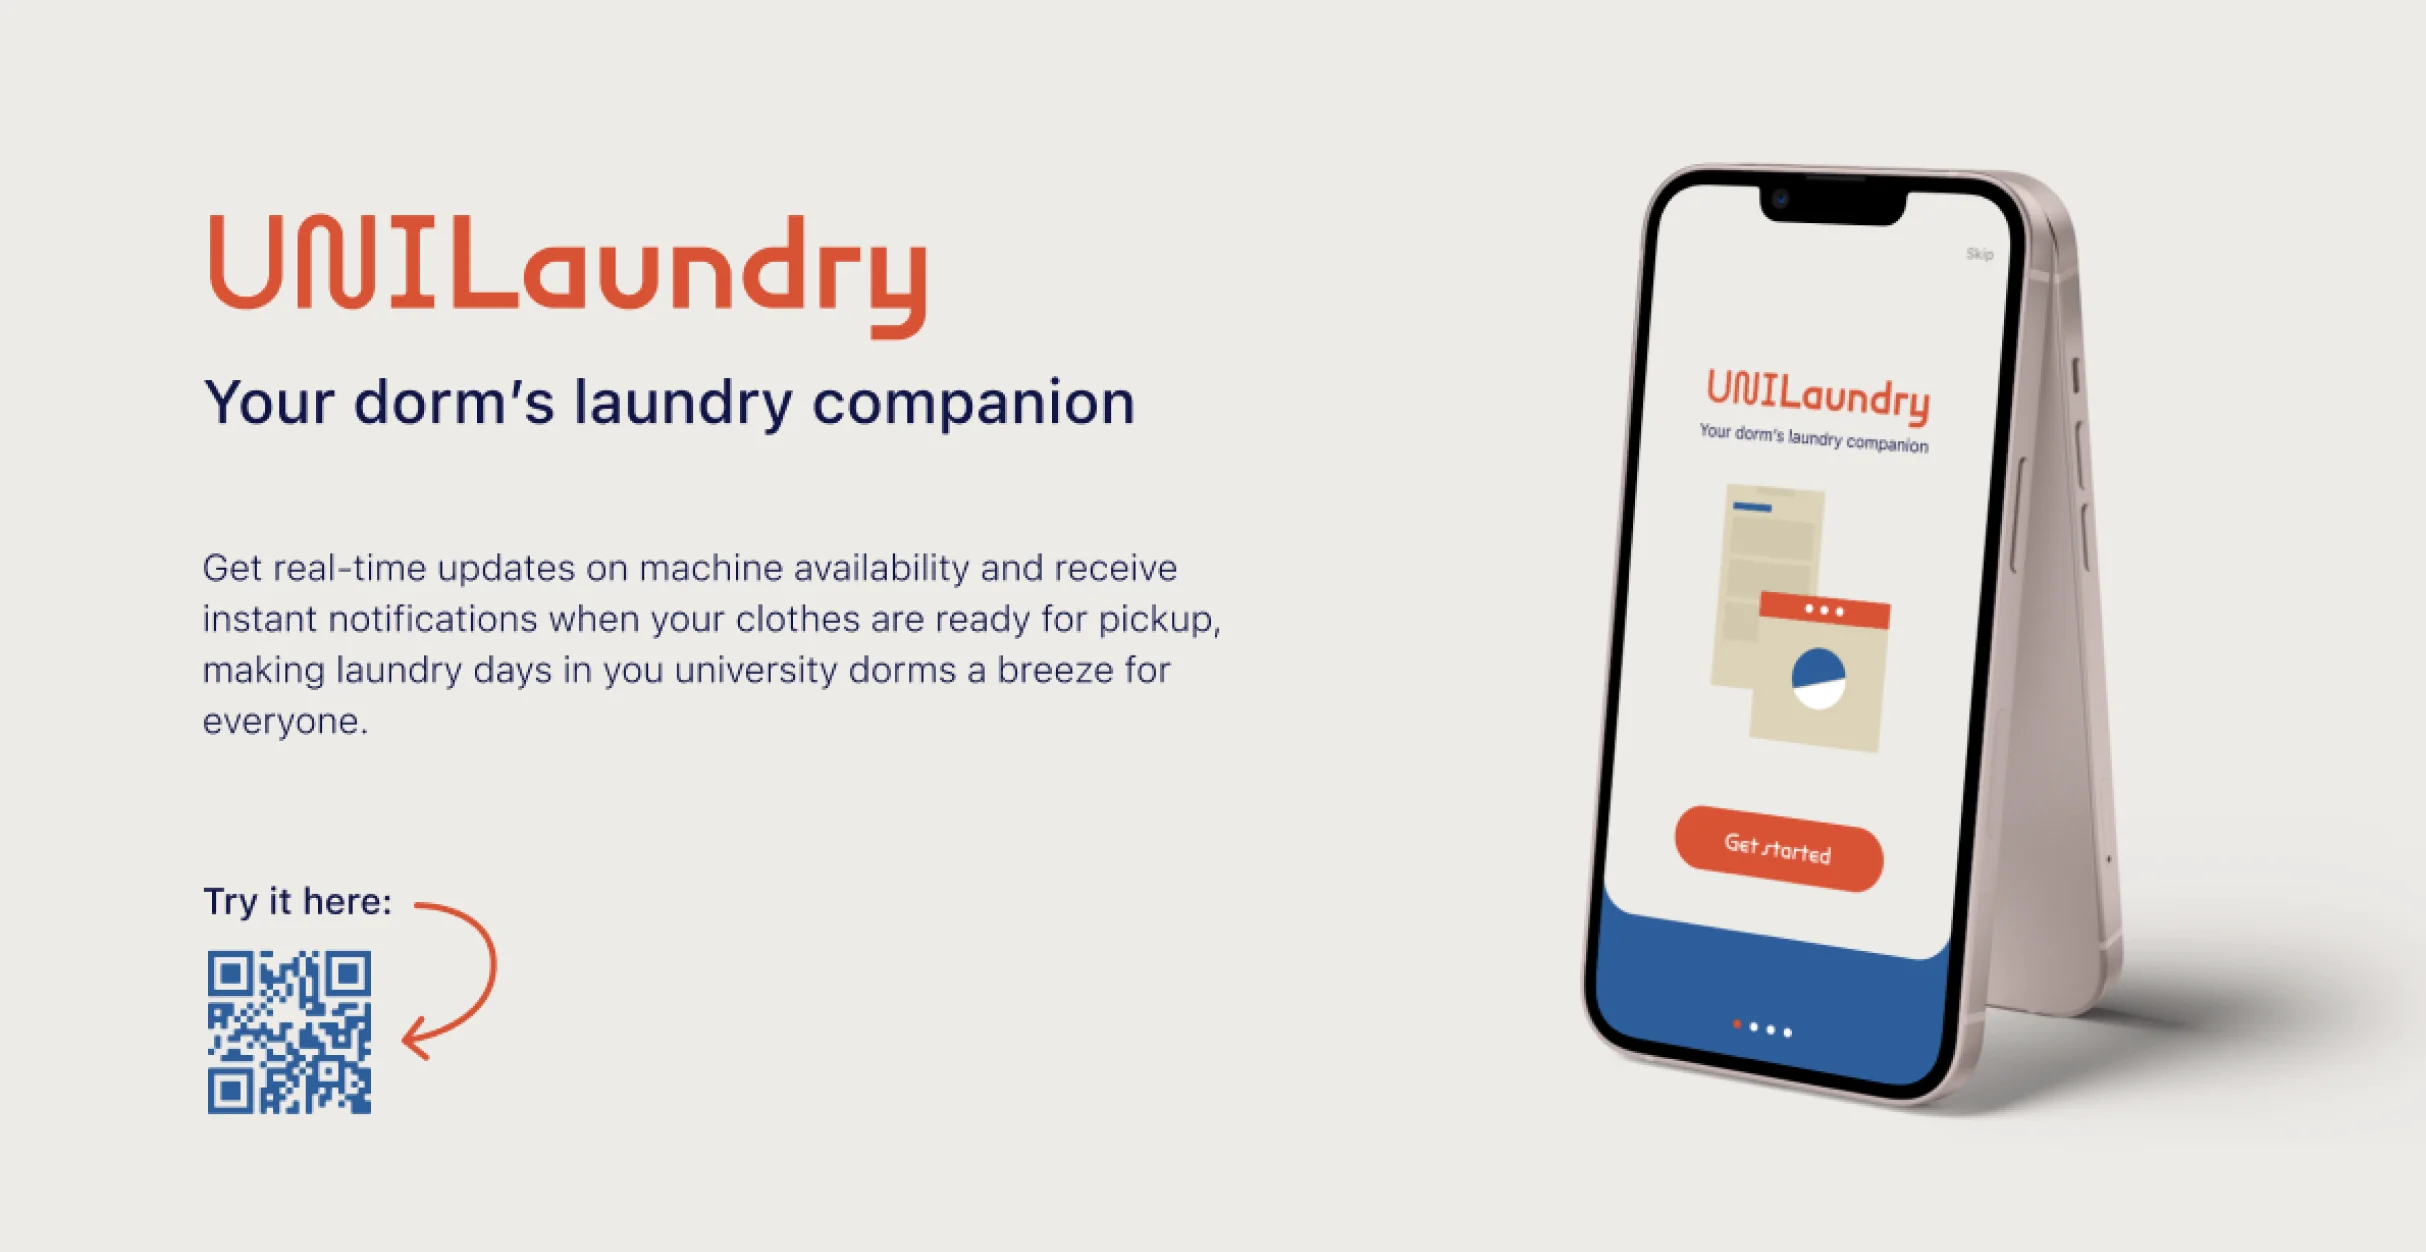 UNILaundry
Your dorm's laundry companion
Get real-time updates on machine availability and receive
instant notifications when your clothes are ready for pickup,
making laundry days in you university dorms a breeze for
everyone.
Try it here:
Skip
UNILaundry
Your dorm's laundry companion
Get started